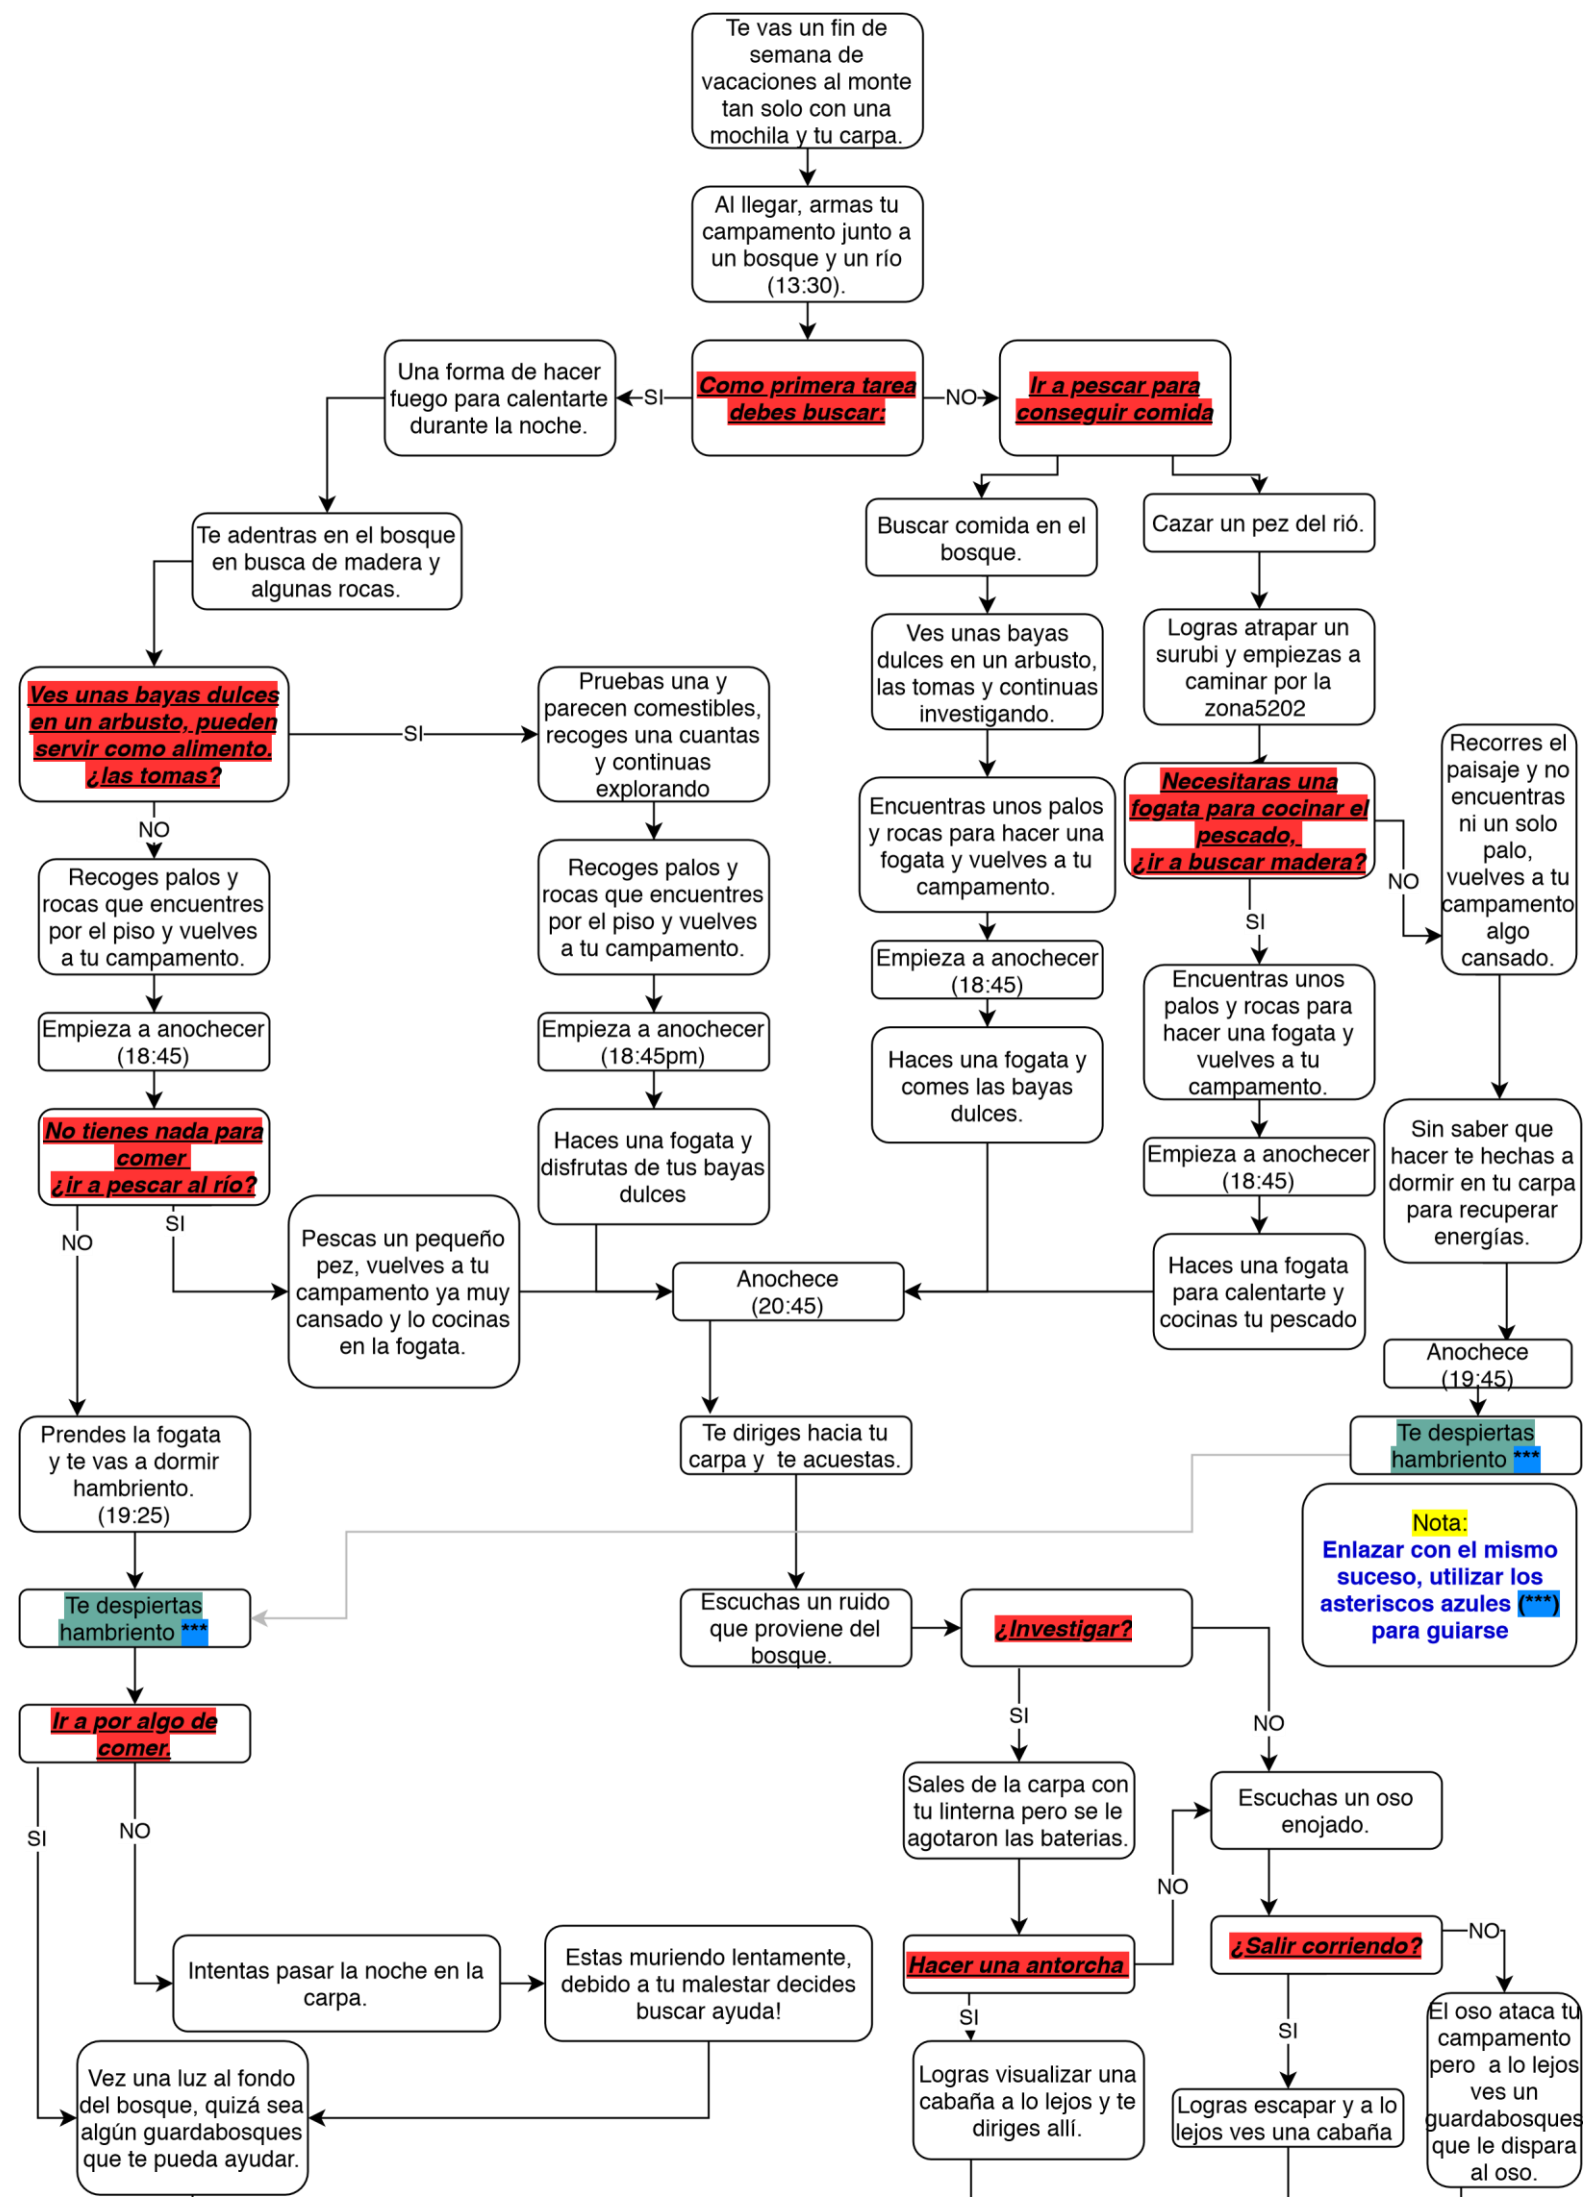 Te vas un fin de
semana de
vacaciones al monte
tan solo con una
mochila y tu carpa.
Al llegar, armas tu
campamento junto a
un bosque y un río
(13:30).
Una forma de hacer
fuego para calentarte
durante la noche.
SI
Como primera tarea
debes buscar:
NO
Ir a pescar para
conseguir comida
Te adentras en el bosque
en busca de madera y
algunas rocas.
Buscar comida en el
bosque.
Cazar un pez del rió.
Ves unas bayas dulces
en un arbusto, pueden
servir como alimento.
¿las tomas?
SI
Pruebas una y
parecen comestibles,
recoges una cuantas
y continuas
explorando
Ves unas bayas
dulces en un arbusto,
las tomas y continuas
investigando.
Logras atrapar un
surubi y empiezas a
caminar por la
zona5202
Recorres el
paisaje y no
encuentras
ni un solo
palo,
vuelves a tu
campamento
algo
cansado.
NO
Recoges palos y
rocas que encuentres
por el piso y vuelves
a tu campamento.
Recoges palos y
rocas que encuentres
por el piso y vuelves
a tu campamento.
Encuentras unos palos
y rocas para hacer una
fogata y vuelves a tu
campamento.
Necesitaras una
fogata para cocinar el
pescado,
¿ir a buscar madera?
NO
SI
Empieza a anochecer
(18:45)
Empieza a anochecer
(18:45pm)
Empieza a anochecer
(18:45)
Encuentras unos
palos y rocas para
hacer una fogata y
vuelves a tu
campamento.
No tienes nada para
comer
¿ir a pescar al río?
Haces una fogata y
disfrutas de tus bayas
dulces
Haces una fogata y
comes las bayas
dulces.
Empieza a anochecer
(18:45)
Sin saber que
hacer te hechas a
dormir en tu carpa
para recuperar
energías.
NO
SI
Pescas un pequeño
pez, vuelves a tu
campamento ya muy
cansado y lo cocinas
en la fogata.
Anochece
(20:45)
Haces una fogata
para calentarte y
cocinas tu pescado
Anochece
(19:45)
Prendes la fogata
y te vas a dormir
hambriento.
(19:25)
Te diriges hacia tu
carpa y te acuestas.
Te despiertas
hambriento ***
Nota:
Enlazar con el mismo
suceso, utilizar los
asteriscos azules (***)
para guiarse
Te despiertas
hambriento ***
Escuchas un ruido
que proviene del
bosque.
¿Investigar?
SI
NO
Ir a por algo de
comer.
SI
NO
Sales de la carpa con
tu linterna pero se le
agotaron las baterias.
Escuchas un oso
enojado.
NO
Intentas pasar la noche en la
carpa.
Estas muriendo lentamente,
debido a tu malestar decides
buscar ayuda!
Hacer una antorcha
¿Salir corriendo?
NO
SI
SI
Vez una luz al fondo
del bosque, quizá sea
algún guardabosques
que te pueda ayudar.
Logras visualizar una
cabaña a lo lejos y te
diriges allí.
Logras escapar y a lo
lejos ves una cabaña
El oso ataca tu
campamento
pero a lo lejos
ves un
guardabosques
que le dispara
al oso.